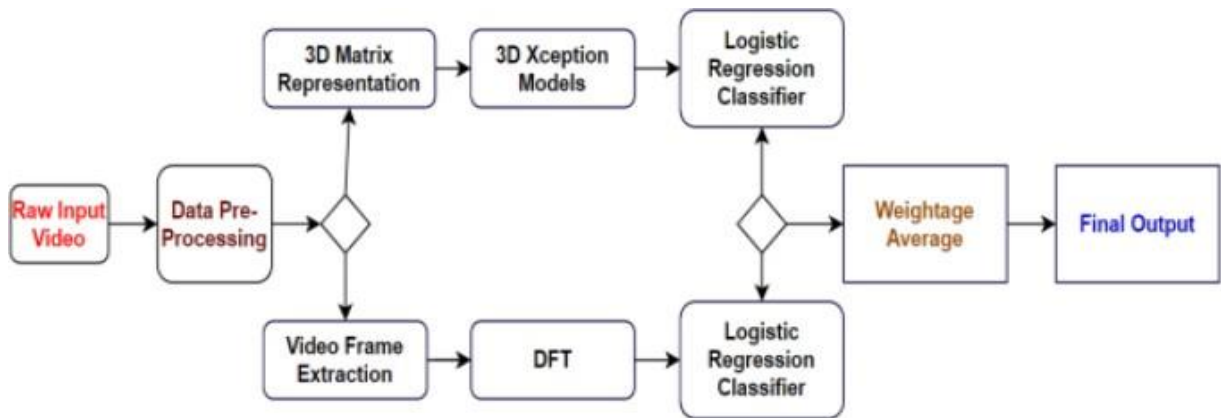 3D Matrix
Representation
3D Xception
Models
Logistic
Regression
Classifier
Raw Input
Video
Data Pre-
Processing
Weightage
Average
Final Output
Video Frame
Extraction
DFT
Logistic
Regression
Classifier